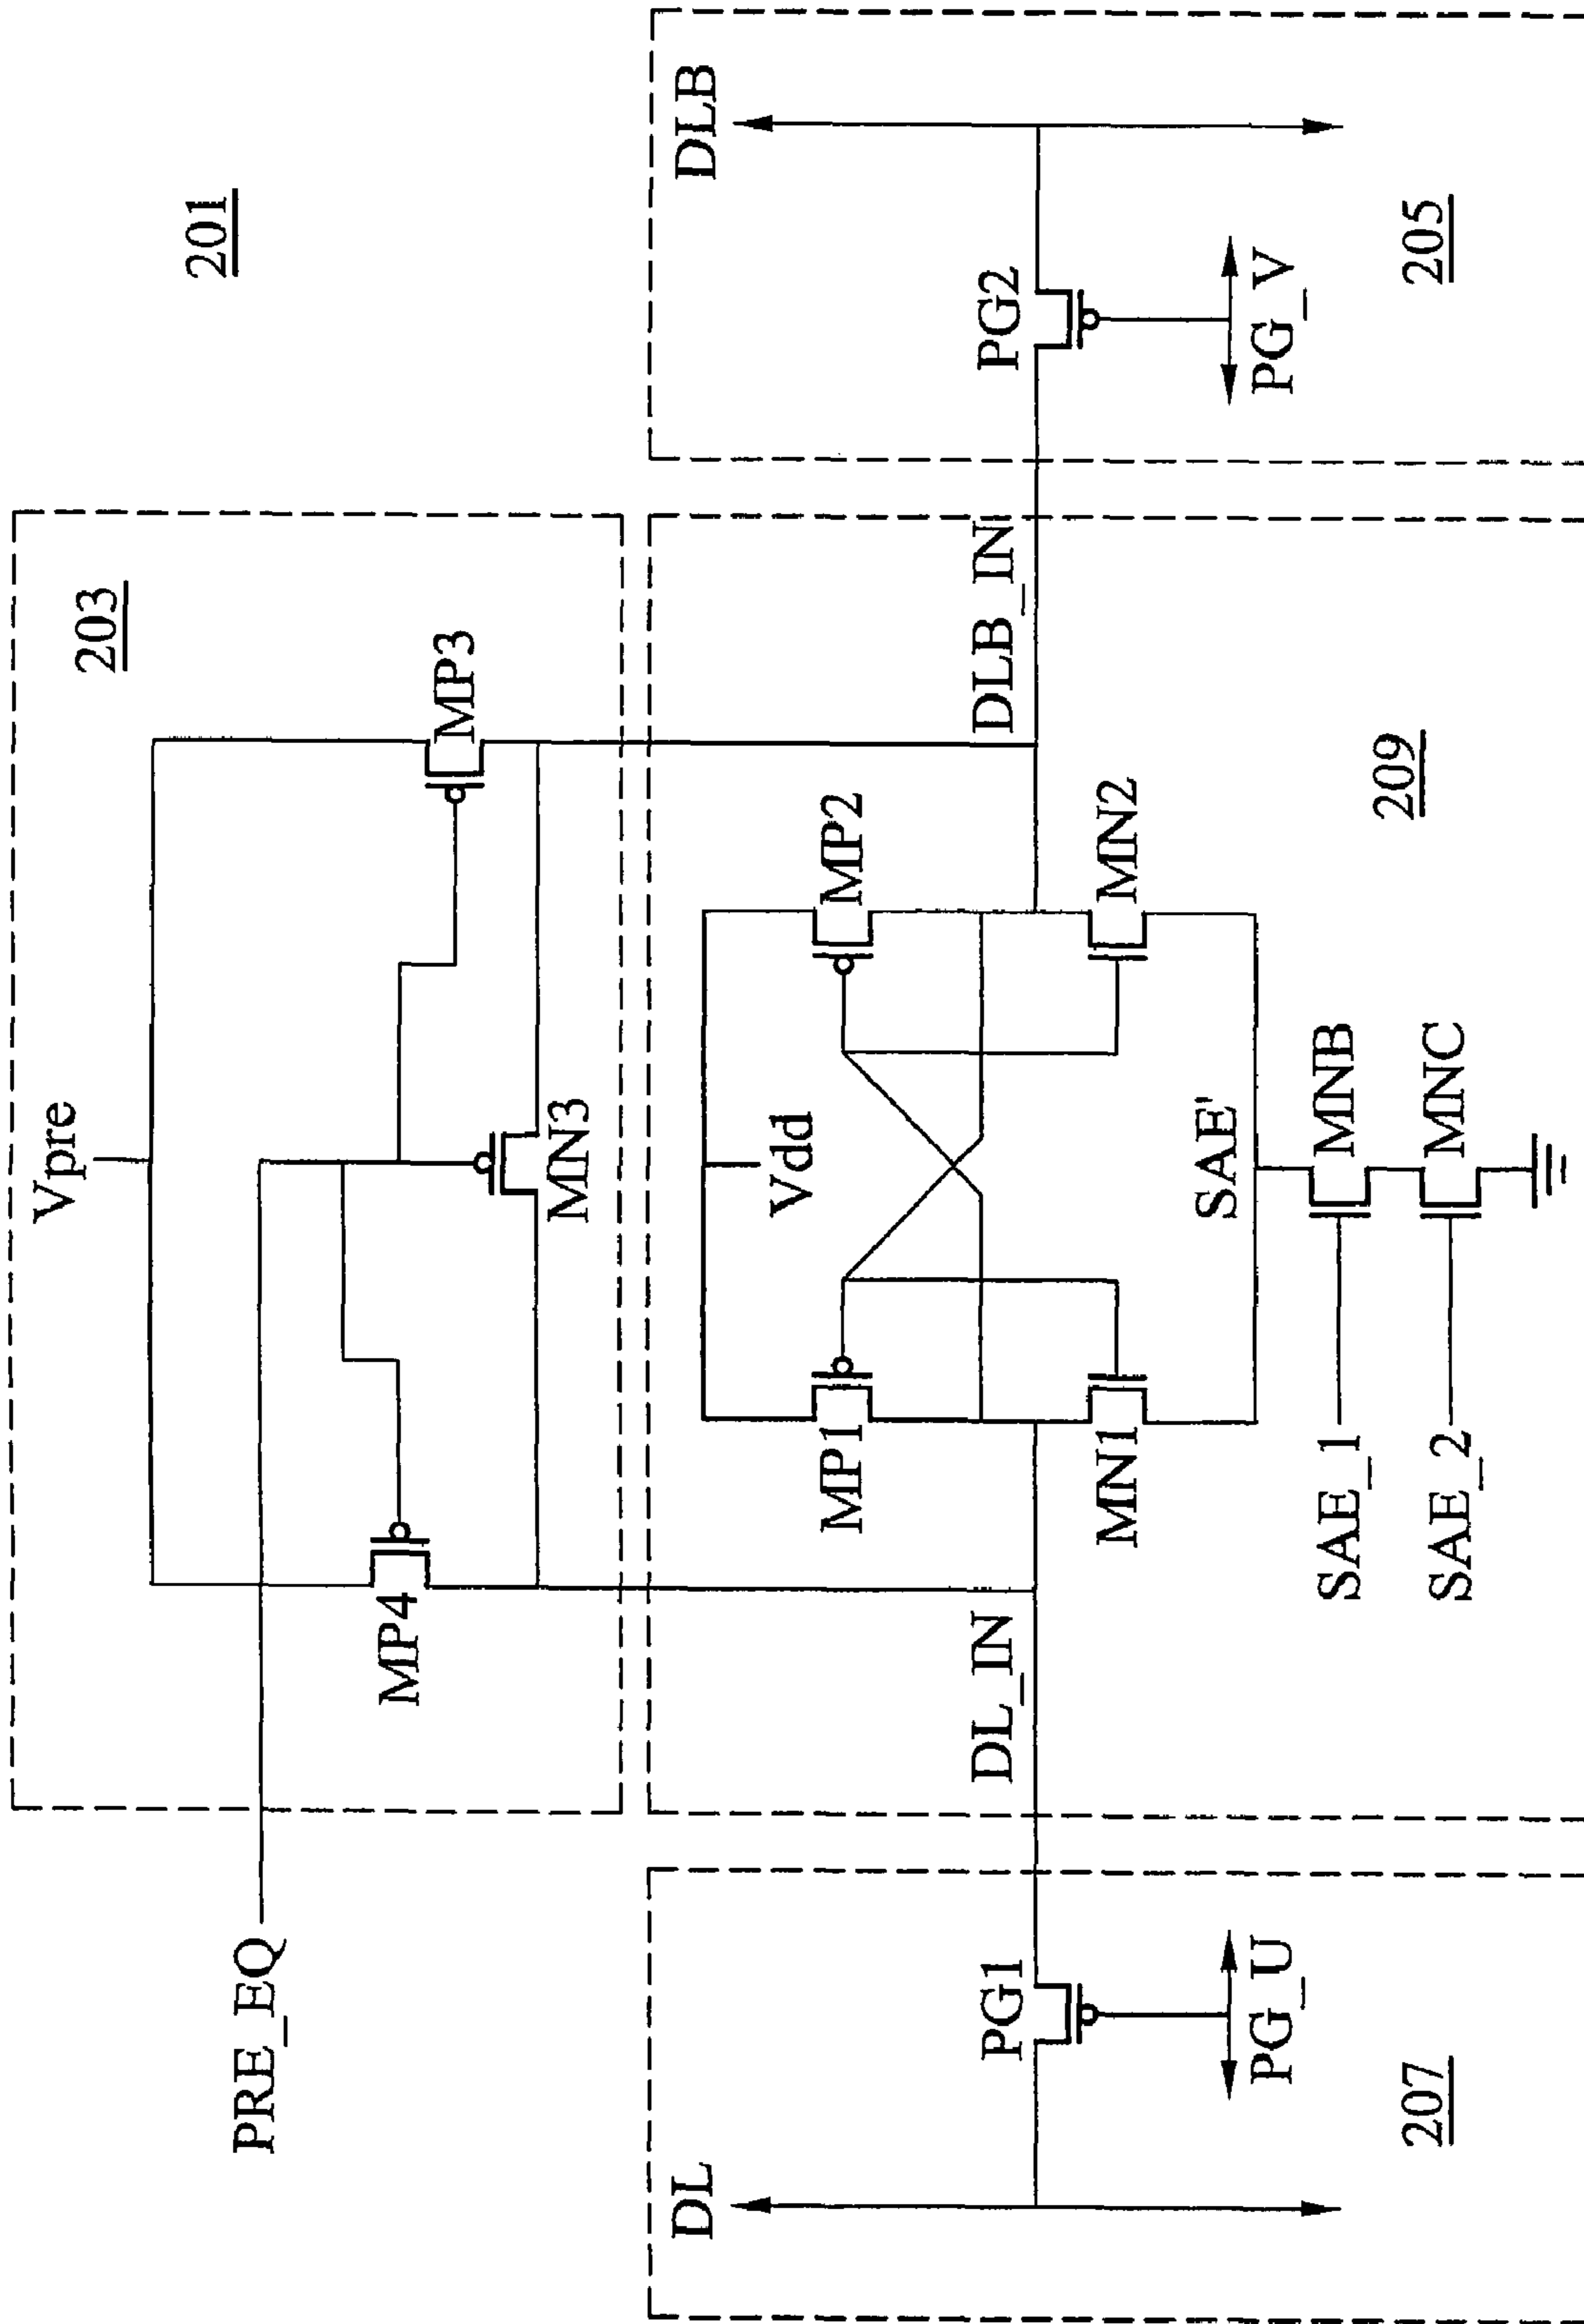 201
Vpre
203
PRE_EQ
MP4
MP3
MN3
DL
DLB
MP1
Vdd
MP2
PG1
DL_IN
DLB_IN
PG2
MN1
MN2
PG_U
SAE'
PG_V
SAE_1
MNB
207
SAE_2
MNC
209
205